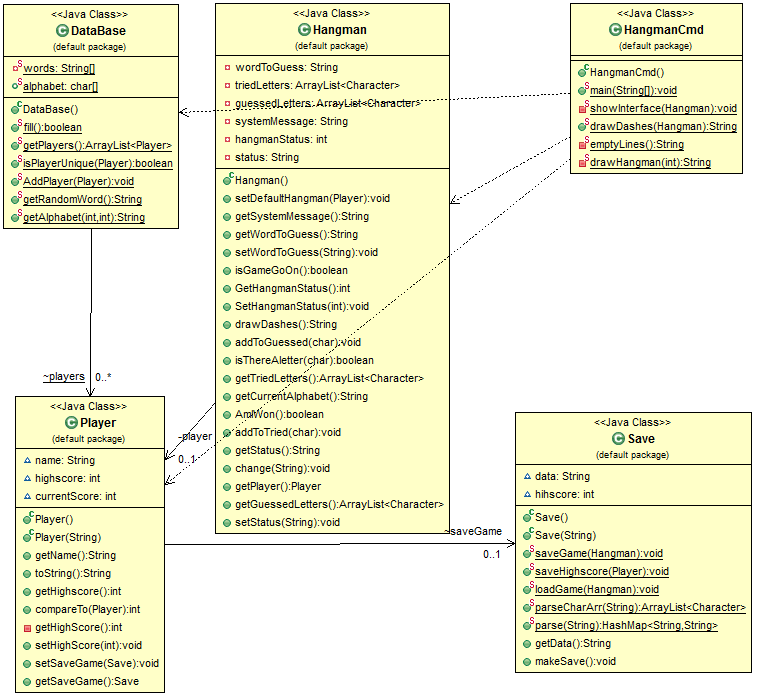 <<Java Class>>
DataBase
(default package)
words: String[]
alphabet: char[]
DataBase()
fill():boolean
getPlayers():ArrayList<Player>
isPlayerUnique(Player):boolean
AddPlayer(Player):void
getRandomWord():String
getAlphabet(int,int):String
<<Java Class>>
Hangman
(default package)
wordToGuess: String
triedLetters: ArrayList<Character>
guessedLetters: ArrayList<Character>
systemMessage: String
hangmanStatus: int
status: String
Hangman()
setDefaultHangman(Player):void
getSystemMessage():String
getWordToGuess():String
setWordToGuess(String):void
isGameGoOn():boolean
GetHangmanStatus():int
SetHangmanStatus(int):void
drawDashes():String
addToGuessed(char):void
isThereAletter(char):boolean
getTriedLetters():ArrayList<Character>
getCurrentAlphabet():String
AmIWon():boolean
addToTried(char):void
getStatus():String
change(String):void
getPlayer():Player
getGuessedLetters():ArrayList<Character>
setStatus(String):void
<<Java Class>>
HangmanCmd
(default package)
HangmanCmd()
main(String[]):void
showInterface(Hangman):void
drawDashes(Hangman):String
emptyLines():String
drawHangman(int):String
~players
0..*
-player
0..1
<<Java Class>>
Player
(default package)
name: String
highscore: int
currentScore: int
Player()
Player(String)
getName():String
toString():String
getHighscore():int
compareTo(Player):int
getHighScore():int
setHighScore(int):void
setSaveGame(Save):void
getSaveGame():Save
~saveGame
0..1
<<Java Class>>
Save
(default package)
data: String
hihscore: int
Save()
Save(String)
saveGame(Hangman):void
saveHighscore(Player):void
loadGame(Hangman):void
parseCharArr(String):ArrayList<Character>
parse(String):HashMap<String,String>
getData():String
makeSave():void